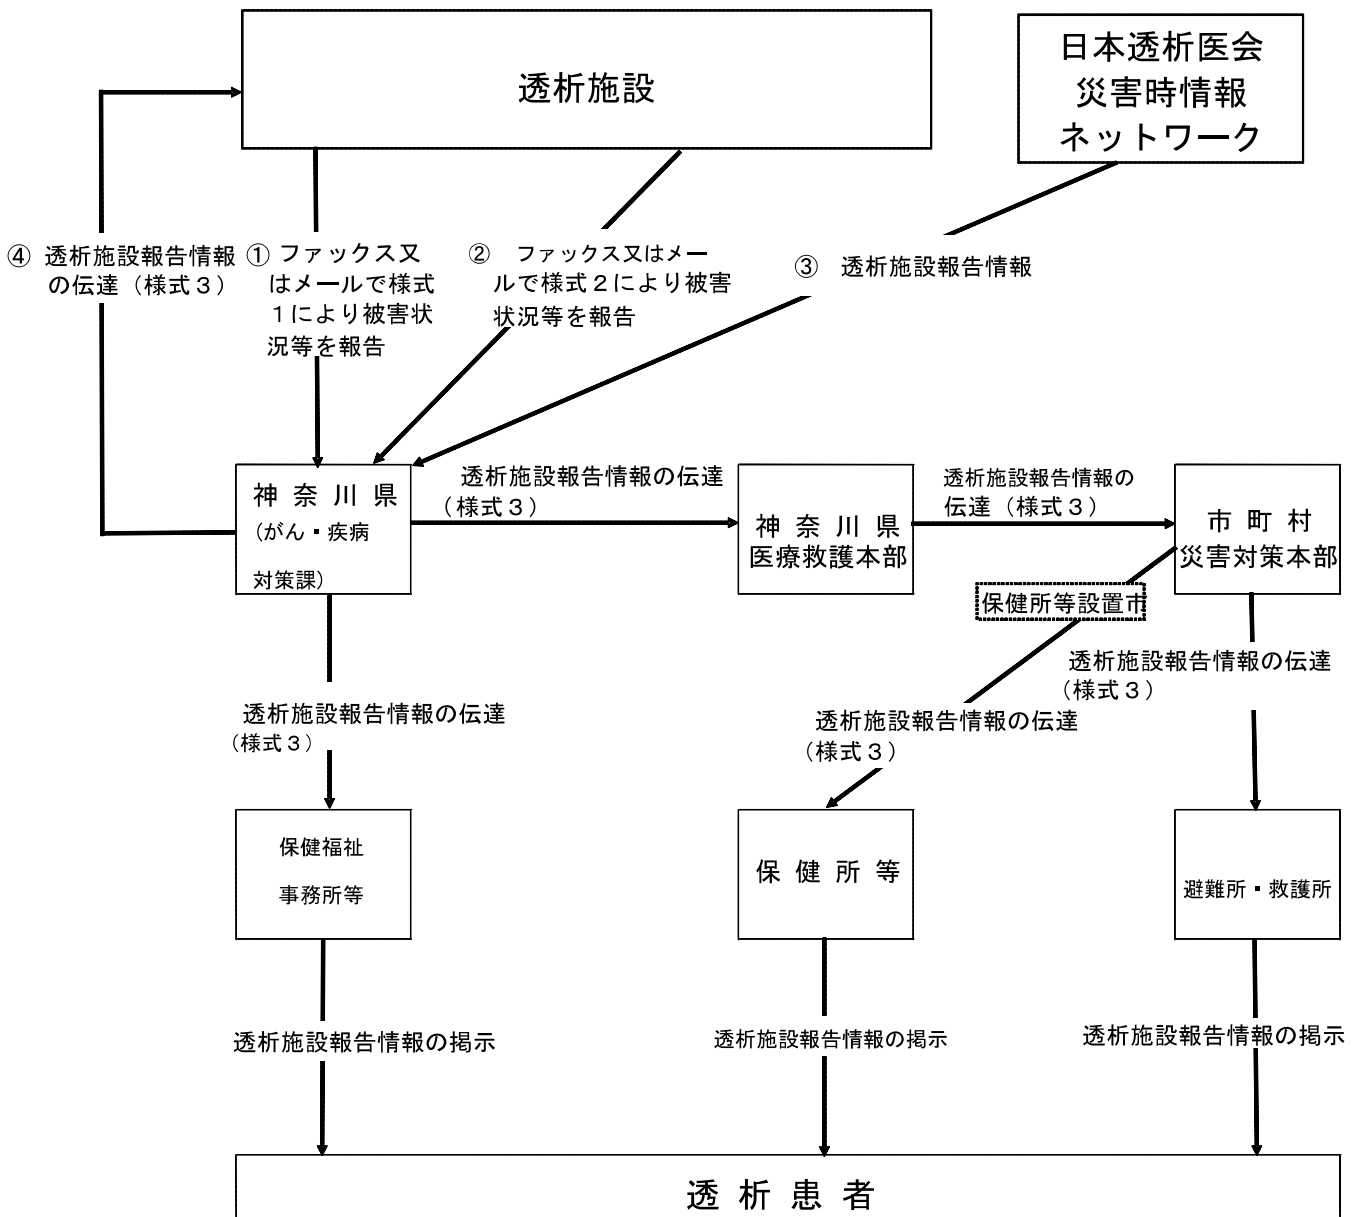 透析施設
日本透析医会
災害時情報
ネットワーク
④ 透析施設報告情報
の伝達（様式３）
① ファックス又
はメールで様式
１により被害状
況等を報告
② ファックス又はメー
ルで様式２により被害
状況等を報告
③ 透析施設報告情報
神奈川県
(がん・疾病
対策課)
透析施設報告情報の伝達
（様式３）
神奈川県
医療救護本部
透析施設報告情報の
伝達（様式３）
市町村
災害対策本部
保健所等設置市
透析施設報告情報の伝達
（様式３）
透析施設報告情報の伝達
（様式３）
透析施設報告情報の伝達
（様式３）
保健福祉
事務所等
保健所等
避難所・救護所
透析施設報告情報の掲示
透析施設報告情報の掲示
透析施設報告情報の掲示
透析患者